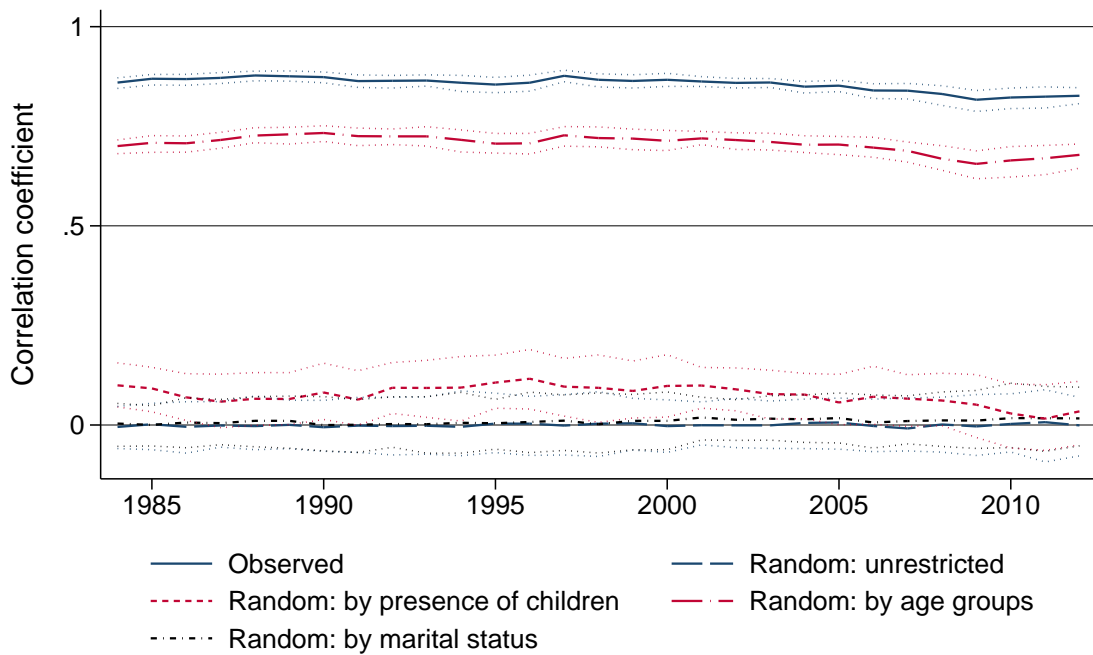 Correlation coefficient
1
.5
0
1985 1990 1995 2000 2005 2010
Observed Random: unrestricted
Random: by presence of children Random: by age groups
Random: by marital status